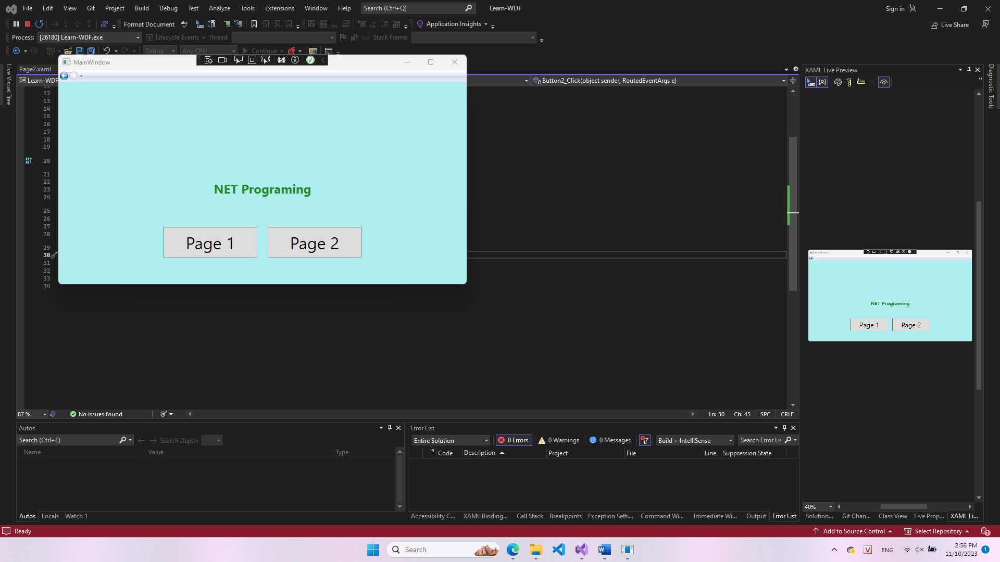 File Edit View Git Project Build Debug Test Analyze Tools Extensions Window Help Search (Ctrl+Q) Learn-WDF Sign in
Format Document abc Application Insights Live Share
Process: [26180] Learn-WDF.exe Lifecycle Events Thread: Stack Frame:
Debug Any CPU Continue
MainWindow
Page2.xaml
Learn-WDF
Button2_Click(object sender, RoutedEventArgs e)
XAML Live Preview
Live Visual Tree
Diagnostic Tools
12
13
14
15
16
17
18
19
20
21
22
23
24
25
26
27
28
29
30
31
32
33
34
NET Programing
Page 1 Page 2
NET Programing
Page 1 Page 2
87 % No issues found Ln: 30 Ch: 45 SPC CRLF
Autos
Search (Ctrl+E) Search Depth:
Name Value Type
Autos Locals Watch 1
Error List
Entire Solution 0 Errors 0 Warnings 0 Messages Build + IntelliSense Search Error Li
Code Description Project File Line Suppression State
Accessibility C... XAML Binding... Call Stack Breakpoints Exception Setti... Command Wi... Immediate Wi... Output Error List
40%
Solution... Git Chan... Class View Live Prop... XAML Li...
Ready Add to Source Control Select Repository 1
Search V ENG 2:56 PM 1
11/10/2023